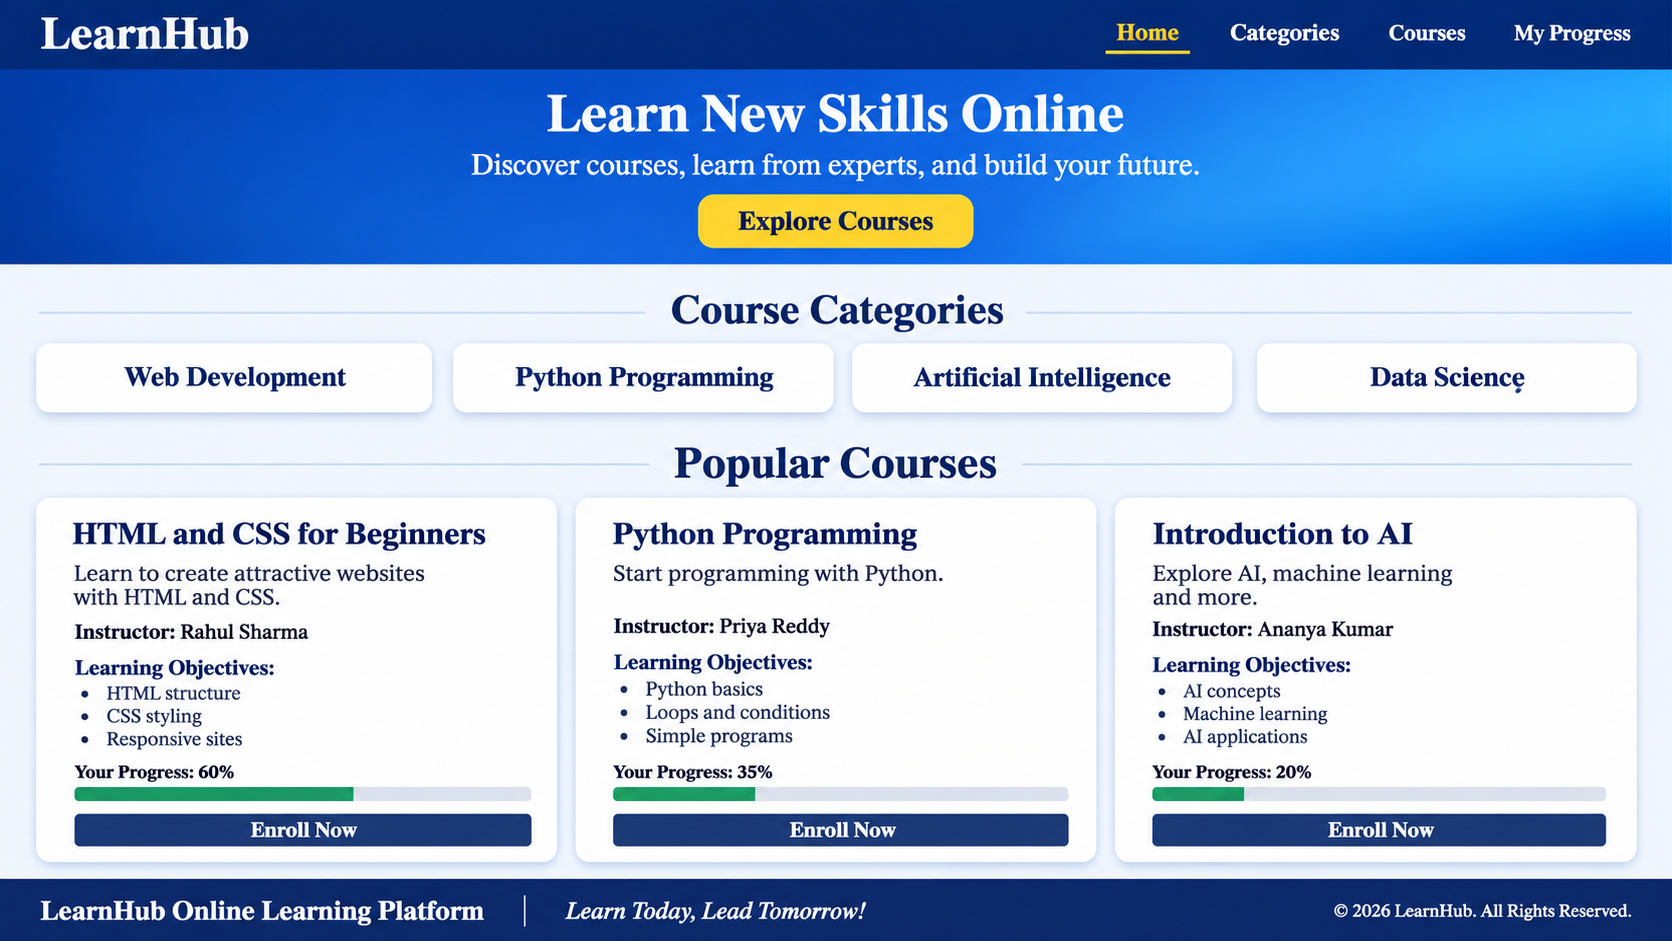 LearnHub
Home
Categories
Courses
My Progress
Learn New Skills Online
Discover courses, learn from experts, and build your future.
Explore Courses
Course Categories
Web Development
Python Programming
Artificial Intelligence
Data Science
Popular Courses
HTML and CSS for Beginners
Learn to create attractive websites
with HTML and CSS.
Instructor: Rahul Sharma
Learning Objectives:
• HTML structure
• CSS styling
• Responsive sites
Your Progress: 60%
Enroll Now
Python Programming
Start programming with Python.
Instructor: Priya Reddy
Learning Objectives:
• Python basics
• Loops and conditions
• Simple programs
Your Progress: 35%
Enroll Now
Introduction to AI
Explore AI, machine learning
and more.
Instructor: Ananya Kumar
Learning Objectives:
• AI concepts
• Machine learning
• AI applications
Your Progress: 20%
Enroll Now
LearnHub Online Learning Platform
Learn Today, Lead Tomorrow!
© 2026 LearnHub. All Rights Reserved.